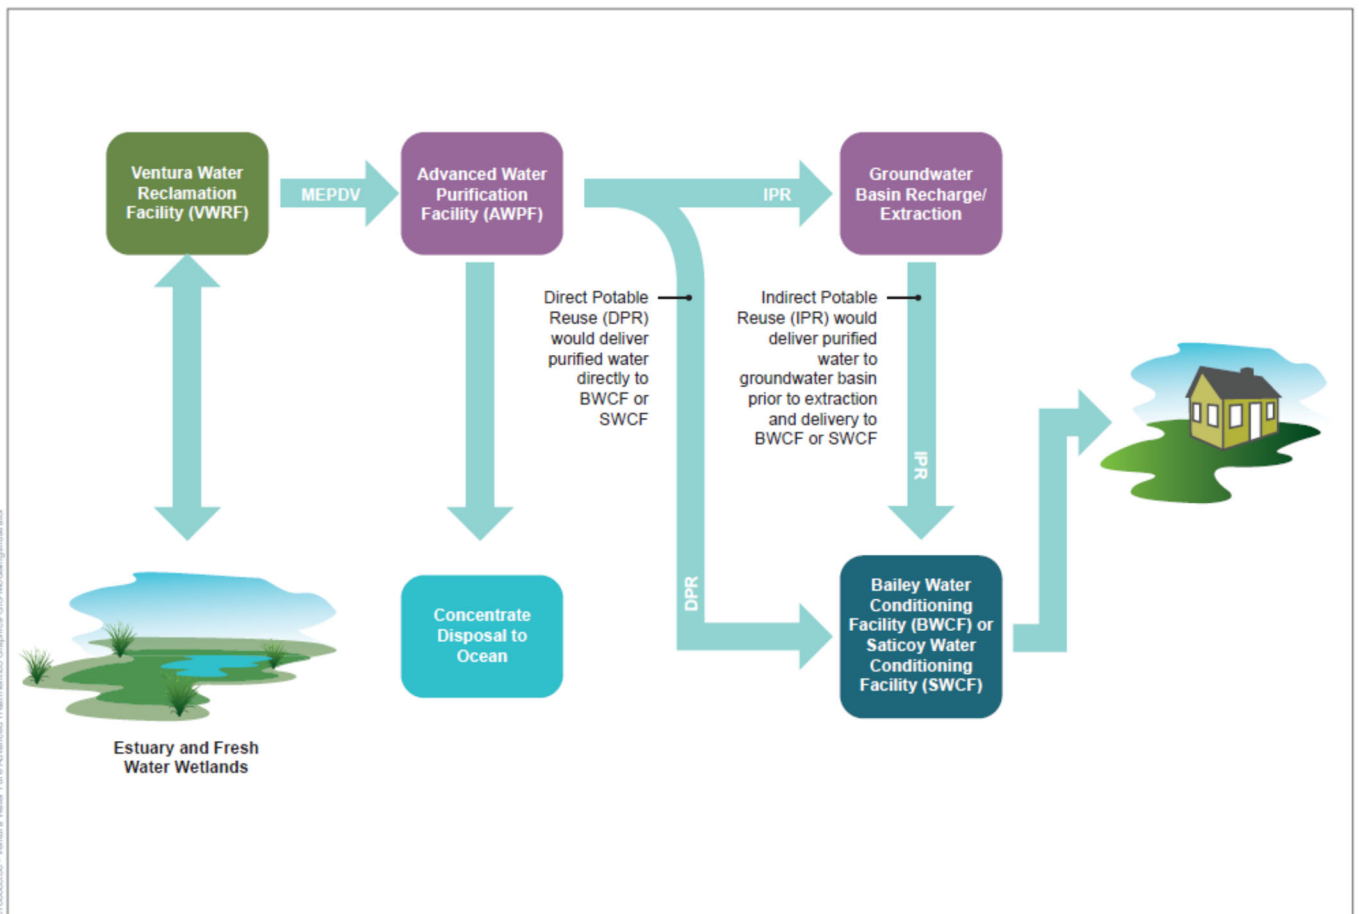 Ventura Water
Reclamation
Facility (VWRF)
MEPDV
Advanced Water
Purification
Facility (AWPF)
IPR
Groundwater
Basin Recharge/
Extraction
Direct Potable
Reuse (DPR)
would deliver
purified water
directly to
BWCF or
SWCF
Indirect Potable
Reuse (IPR) would
deliver purified
water to
groundwater basin
prior to extraction
and delivery to
BWCF or SWCF
IPR
DPR
Concentrate
Disposal to
Ocean
Bailey Water
Conditioning
Facility (BWCF) or
Saticoy Water
Conditioning
Facility (SWCF)
Estuary and Fresh
Water Wetlands